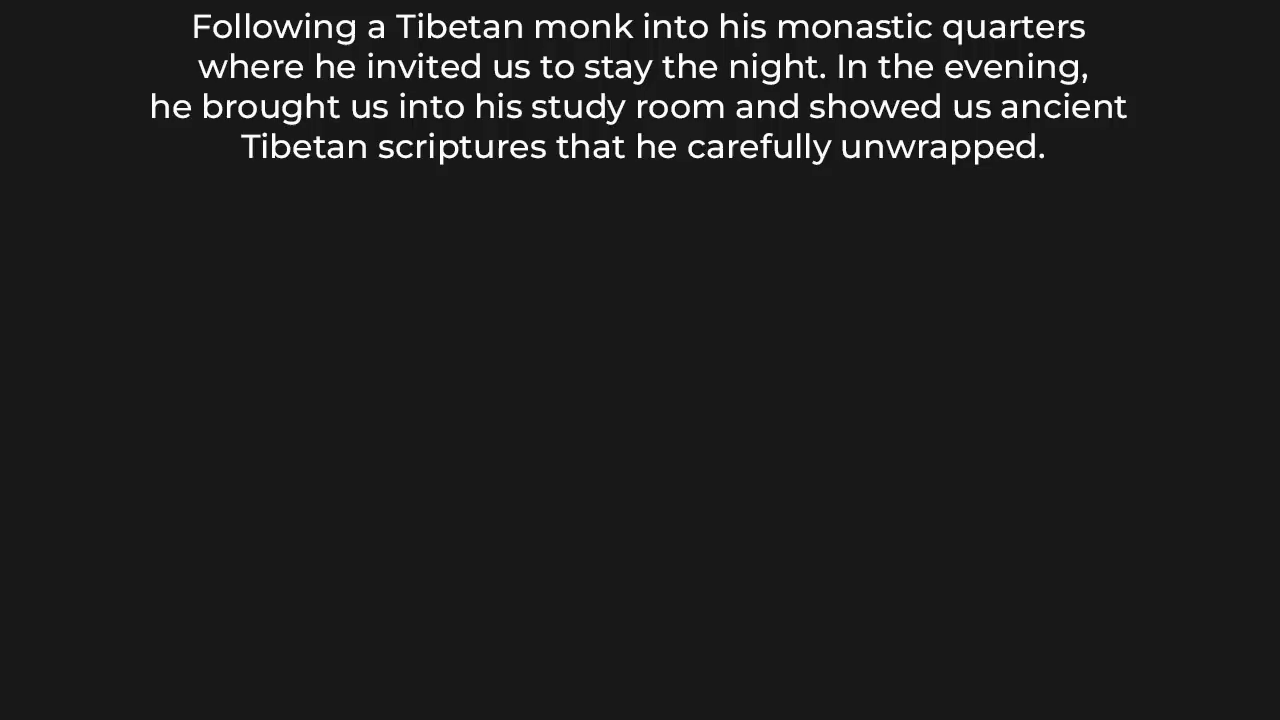 Following a Tibetan monk into his monastic quarters
where he invited us to stay the night. In the evening,
he brought us into his study room and showed us ancient
Tibetan scriptures that he carefully unwrapped.